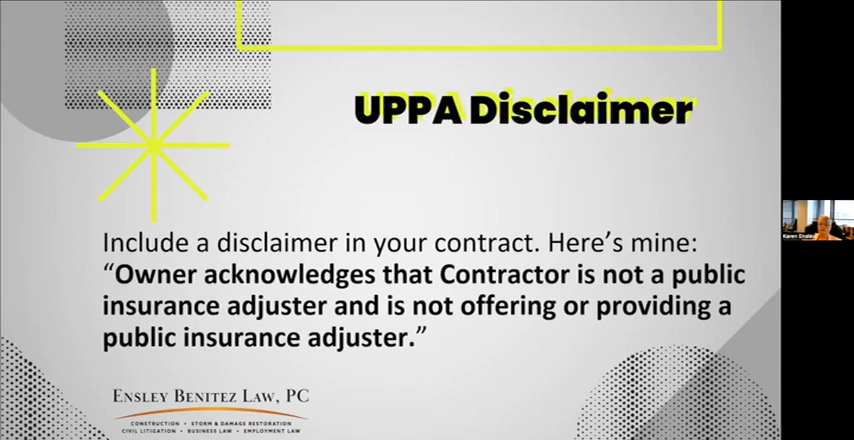 UPPA Disclaimer
Include a disclaimer in your contract. Here’s mine:
“Owner acknowledges that Contractor is not a public
insurance adjuster and is not offering or providing a
public insurance adjuster.”
ENSLEY BENITEZ LAW, PC
CONSTRUCTION • STORM & DAMAGE RESTORATION
CIVIL LITIGATION • BUSINESS LAW • EMPLOYMENT LAW
Karen Ensley